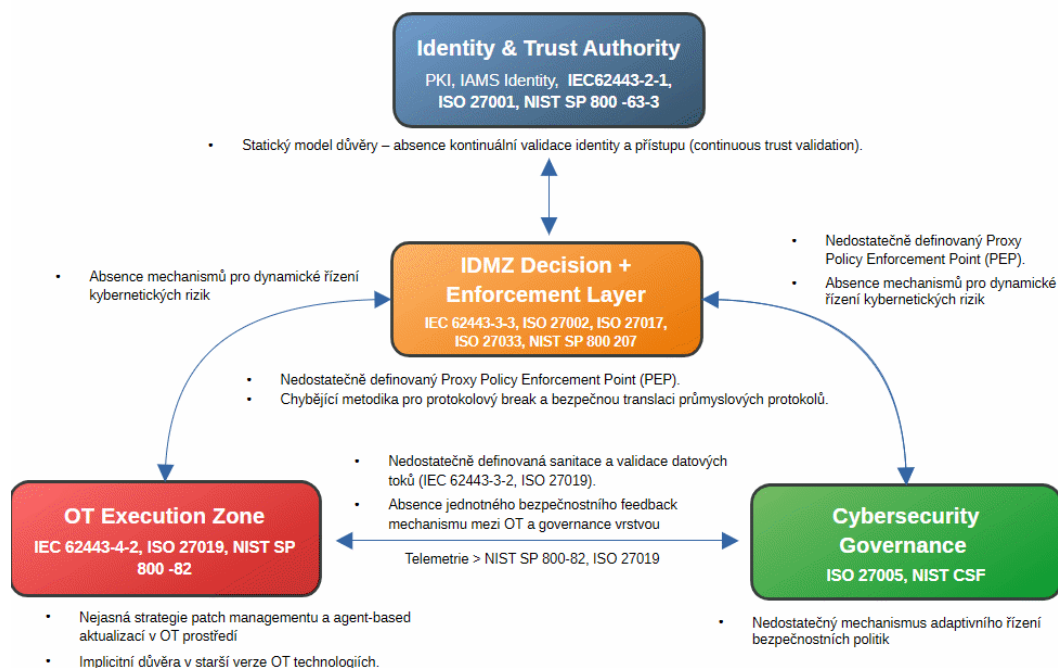 Identity & Trust Authority
PKI, IAMS Identity, IEC62443-2-1,
ISO 27001, NIST SP 800 -63-3
• Statický model důvěry – absence kontinuální validace identity a přístupu (continuous trust validation).
• Nedostatečně definovaný Proxy
Policy Enforcement Point (PEP).
• Absence mechanismů pro dynamické
řízení kybernetických rizik
• Absence mechanismů pro dynamické řízení
kybernetických rizik
IDMZ Decision +
Enforcement Layer
IEC 62443-3-3, ISO 27002, ISO 27017,
ISO 27033, NIST SP 800 207
• Nedostatečně definovaný Proxy Policy Enforcement Point (PEP).
• Chybějící metodika pro protokolový break a bezpečnou translaci průmyslových protokolů.
• Nedostatečně definovaná sanitace a validace datových
toků (IEC 62443-3-2, ISO 27019).
• Absence jednotného bezpečnostního feedback
mechanismu mezi OT a governance vrstvou
OT Execution Zone
IEC 62443-4-2, ISO 27019, NIST SP
800 -82
Telemetrie > NIST SP 800-82, ISO 27019
Cybersecurity
Governance
ISO 27005, NIST CSF
• Nejasná strategie patch managementu a agent-based
aktualizací v OT prostředí
• Implicitní důvěra v starší verze OT technologiích.
• Nedostatečný mechanismus adaptivního řízení
bezpečnostních politik